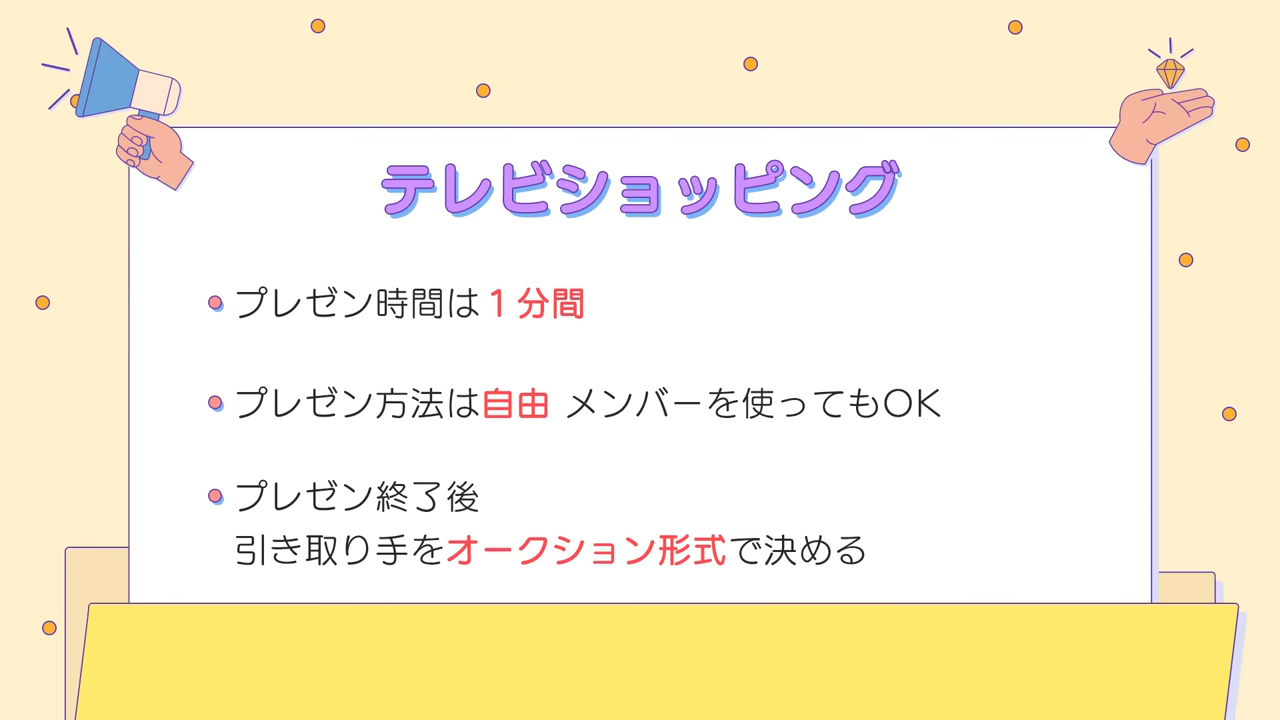 テレビショッピング
プレゼン時間は１分間
プレゼン方法は自由 メンバーを使ってもOK
プレゼン終了後
引き取り手をオークション形式で決める